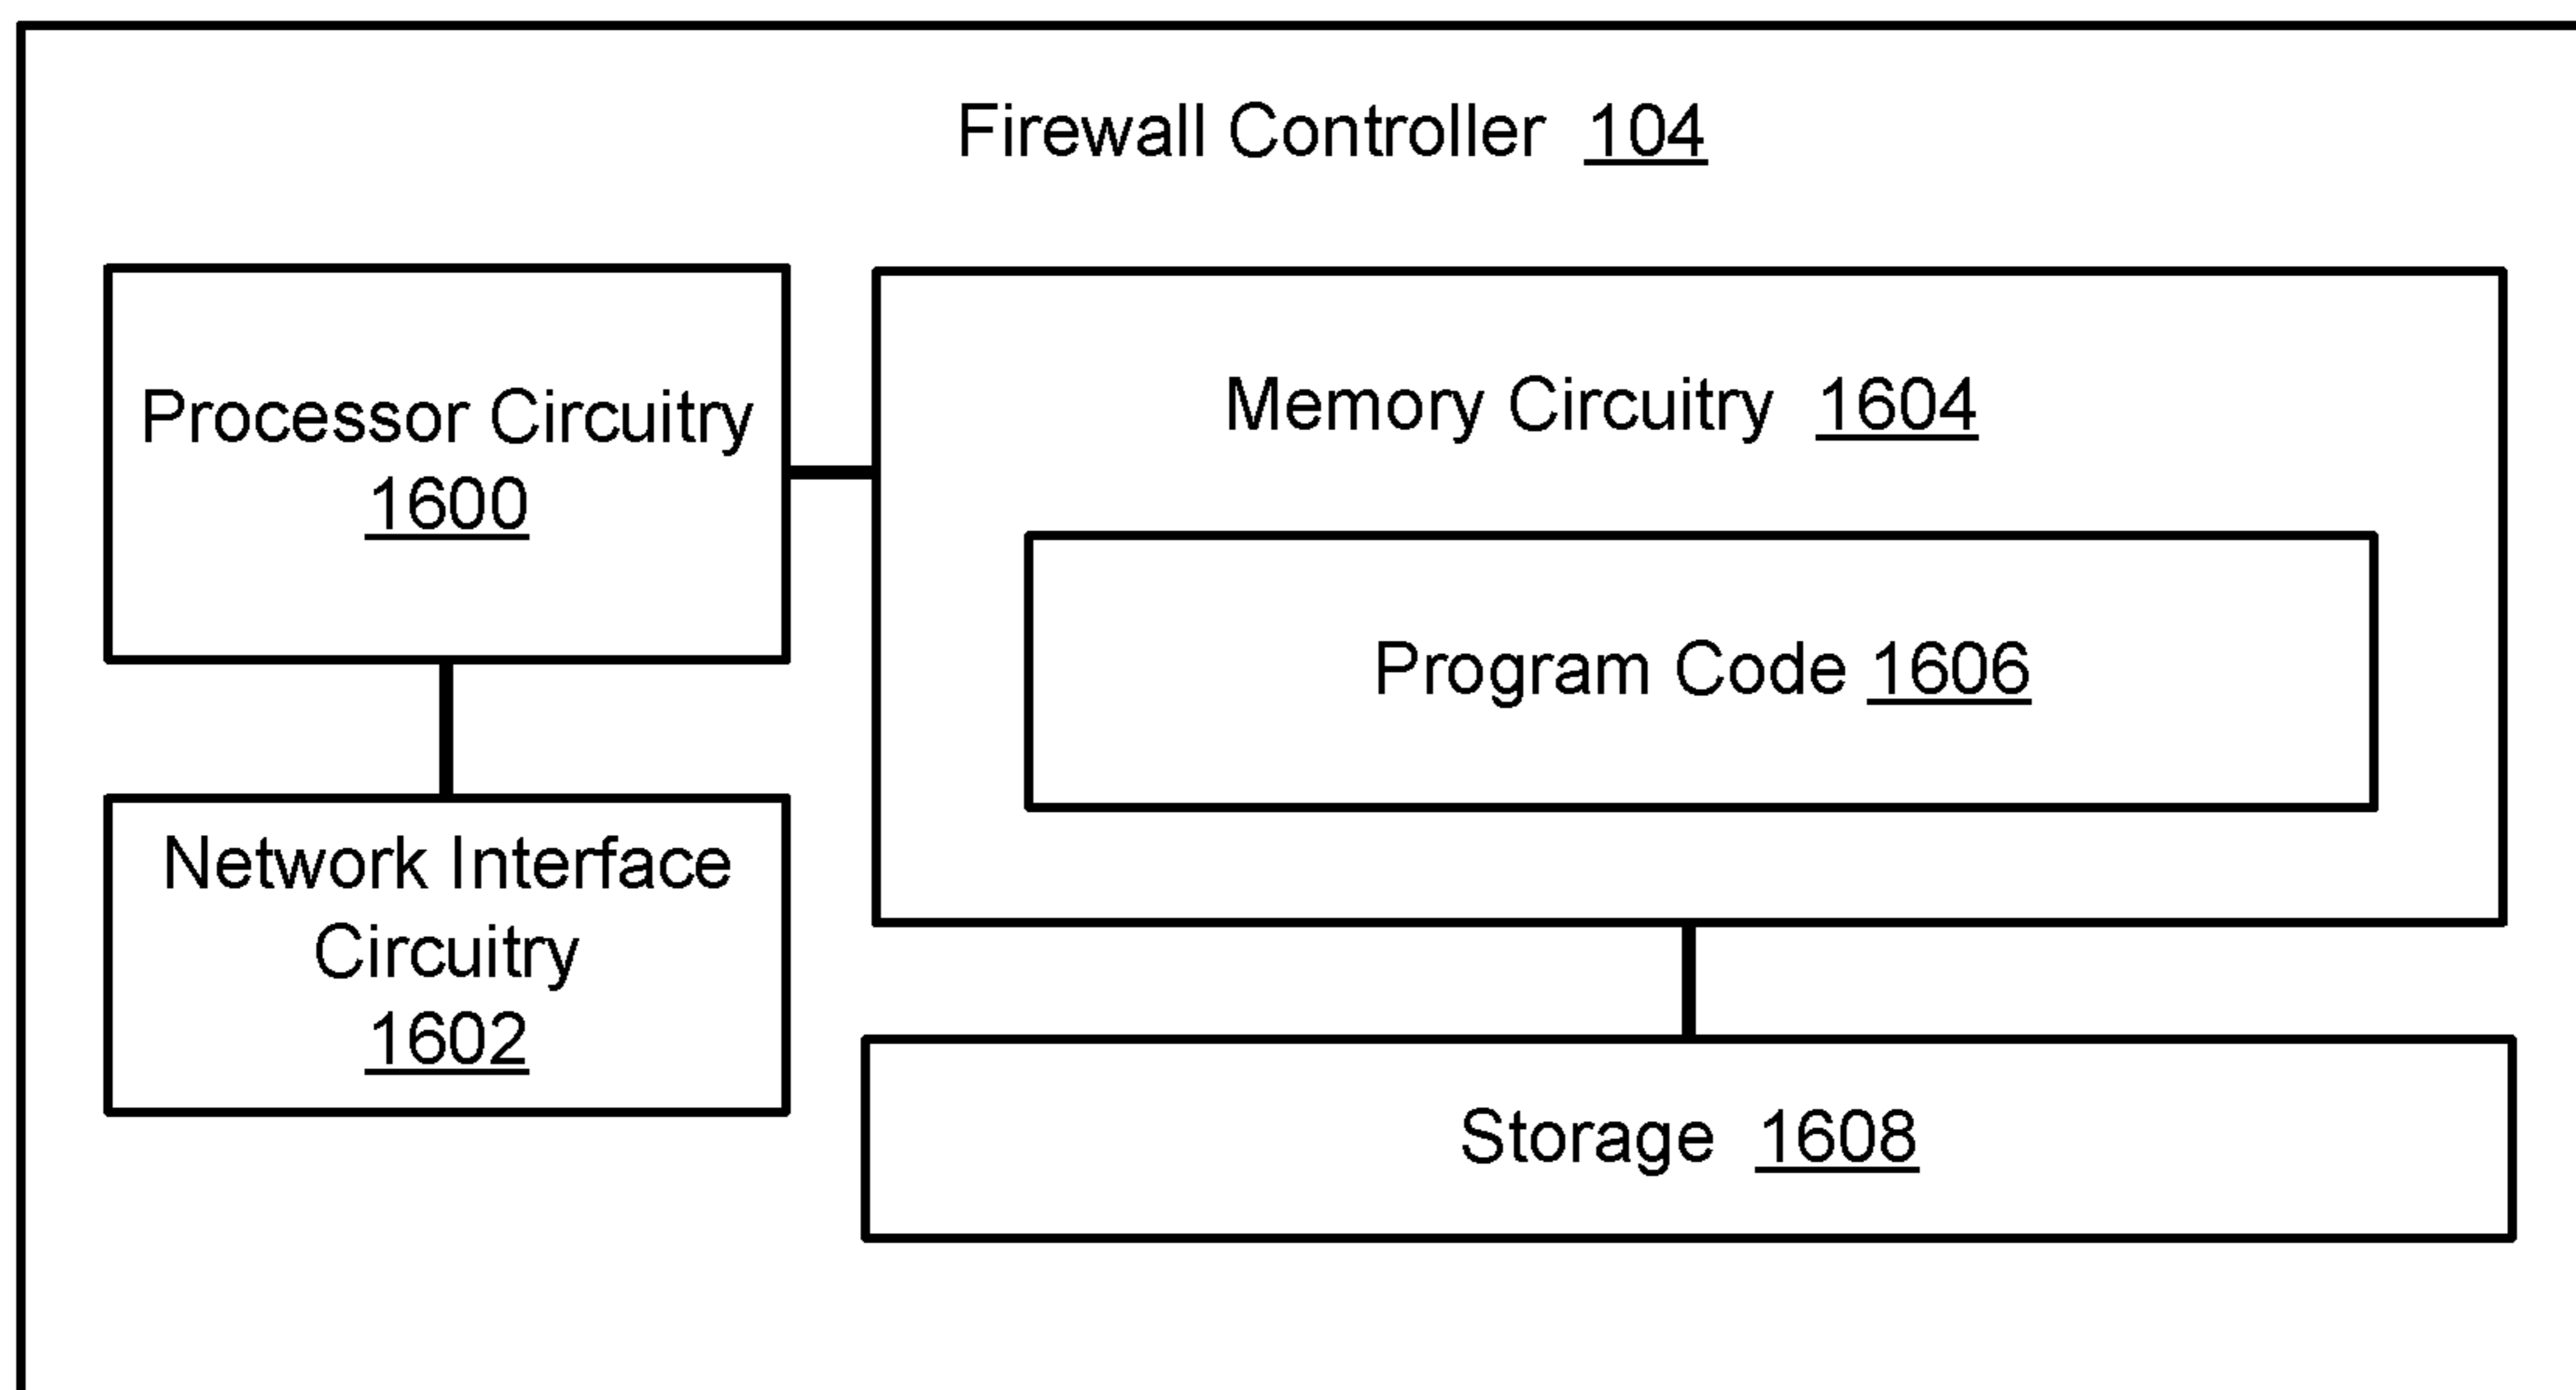 Firewall Controller 104
Processor Circuitry
1600
Memory Circuitry 1604
Program Code 1606
Network Interface
Circuitry
1602
Storage 1608